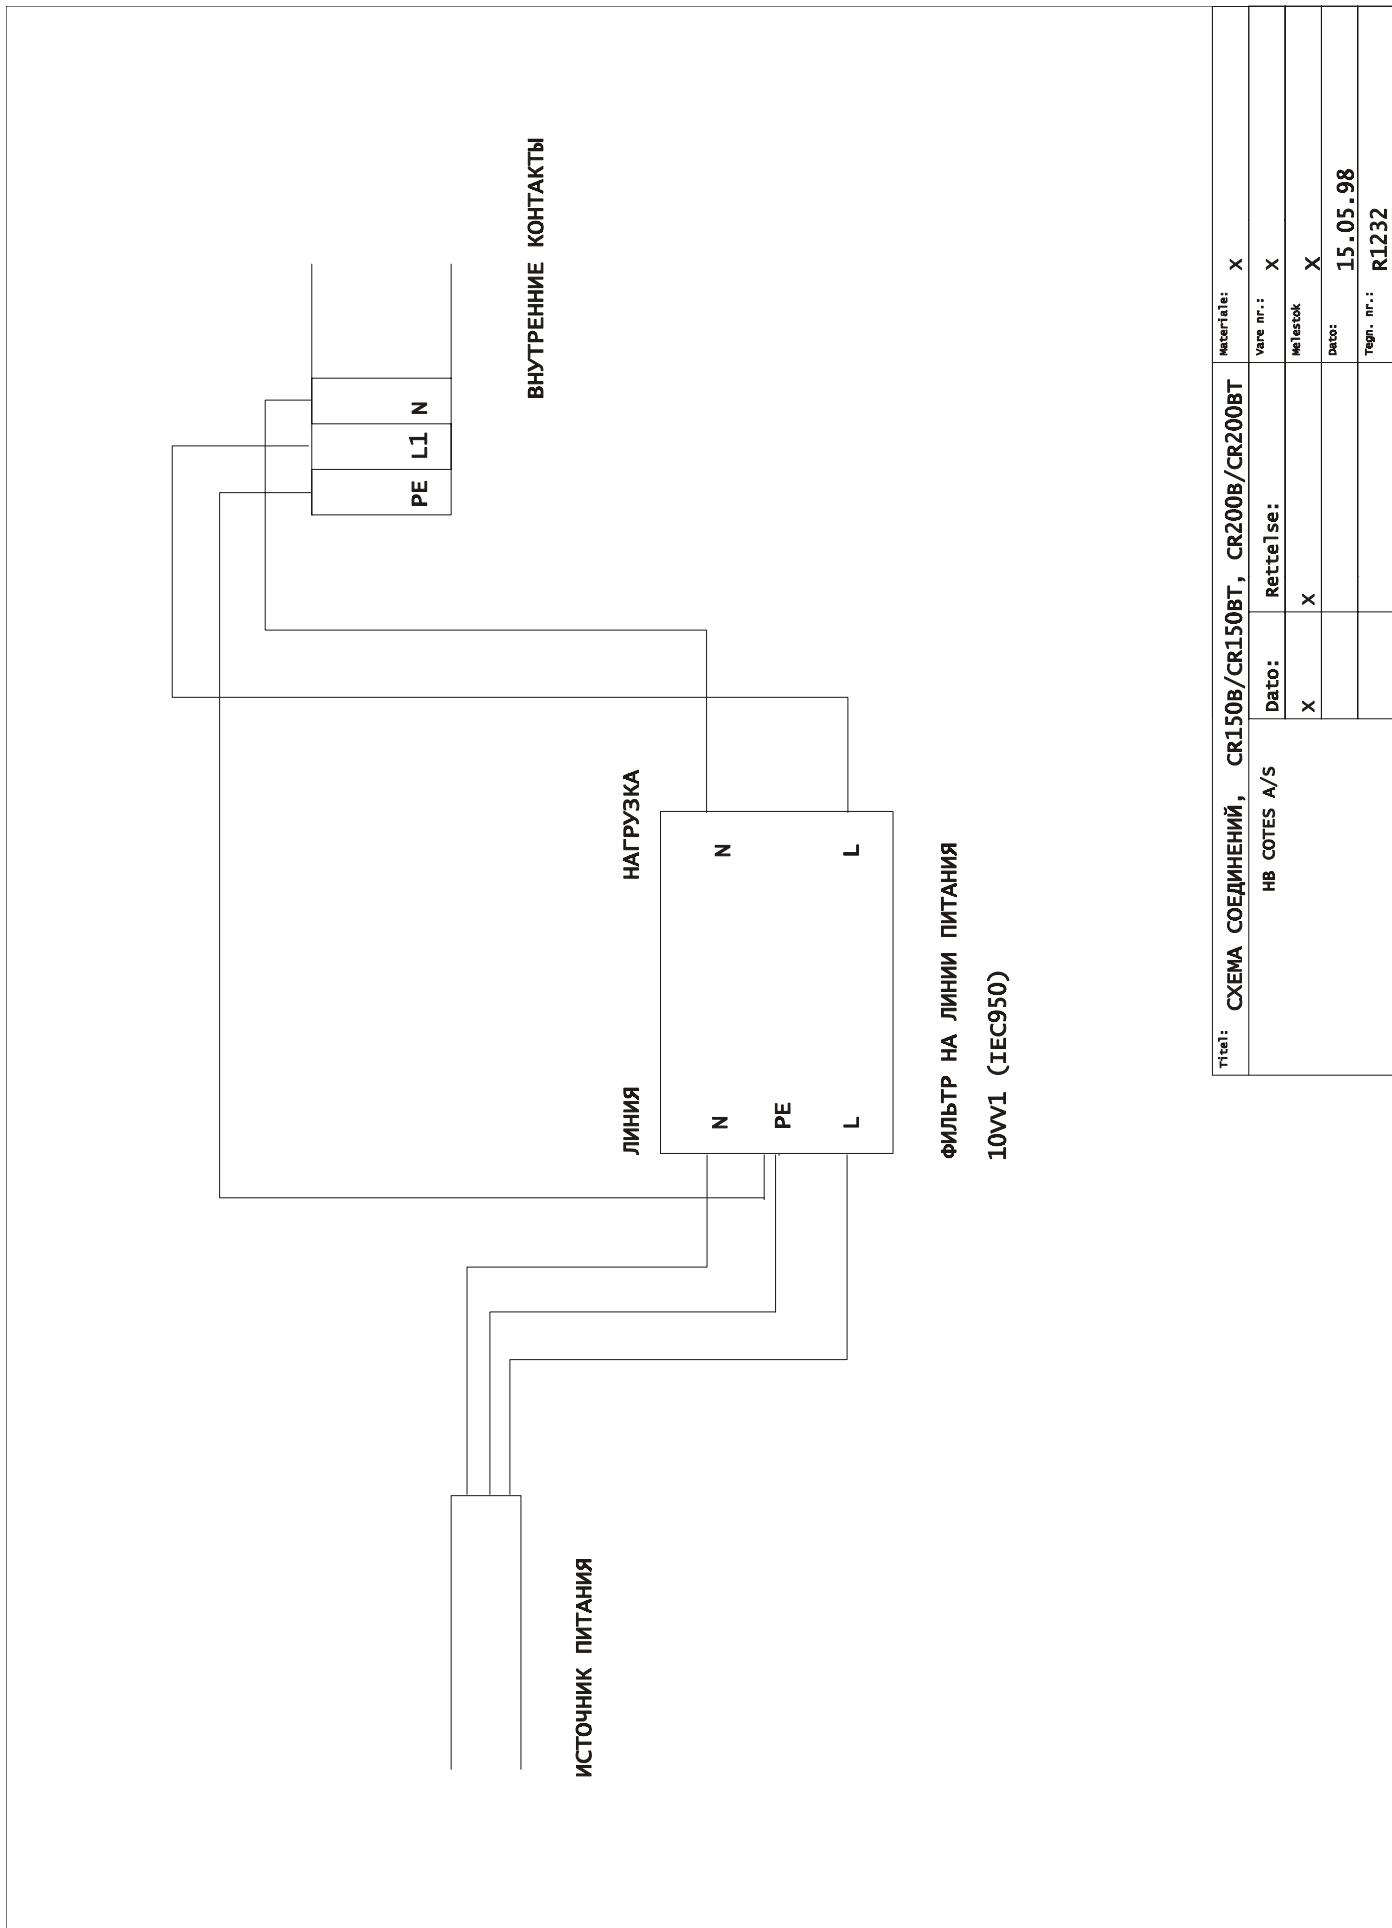 ВНУТРЕННИЕ КОНТАКТЫ
PE L1 N
ЛИНИЯ
НАГРУЗКА
N
PE
L
N
L
ФИЛЬТР НА ЛИНИИ ПИТАНИЯ
10VV1 (IEC950)
ИСТОЧНИК ПИТАНИЯ
Titel: СХЕМА СОЕДИНЕНИЙ, CR150B/CR150BT, CR200B/CR200BT
HB COTES A/S
Dato: Rettelse:
X X
Materiale: X
Vare nr.: X
Melestok X
Dato: 15.05.98
Tegn. nr.: R1232